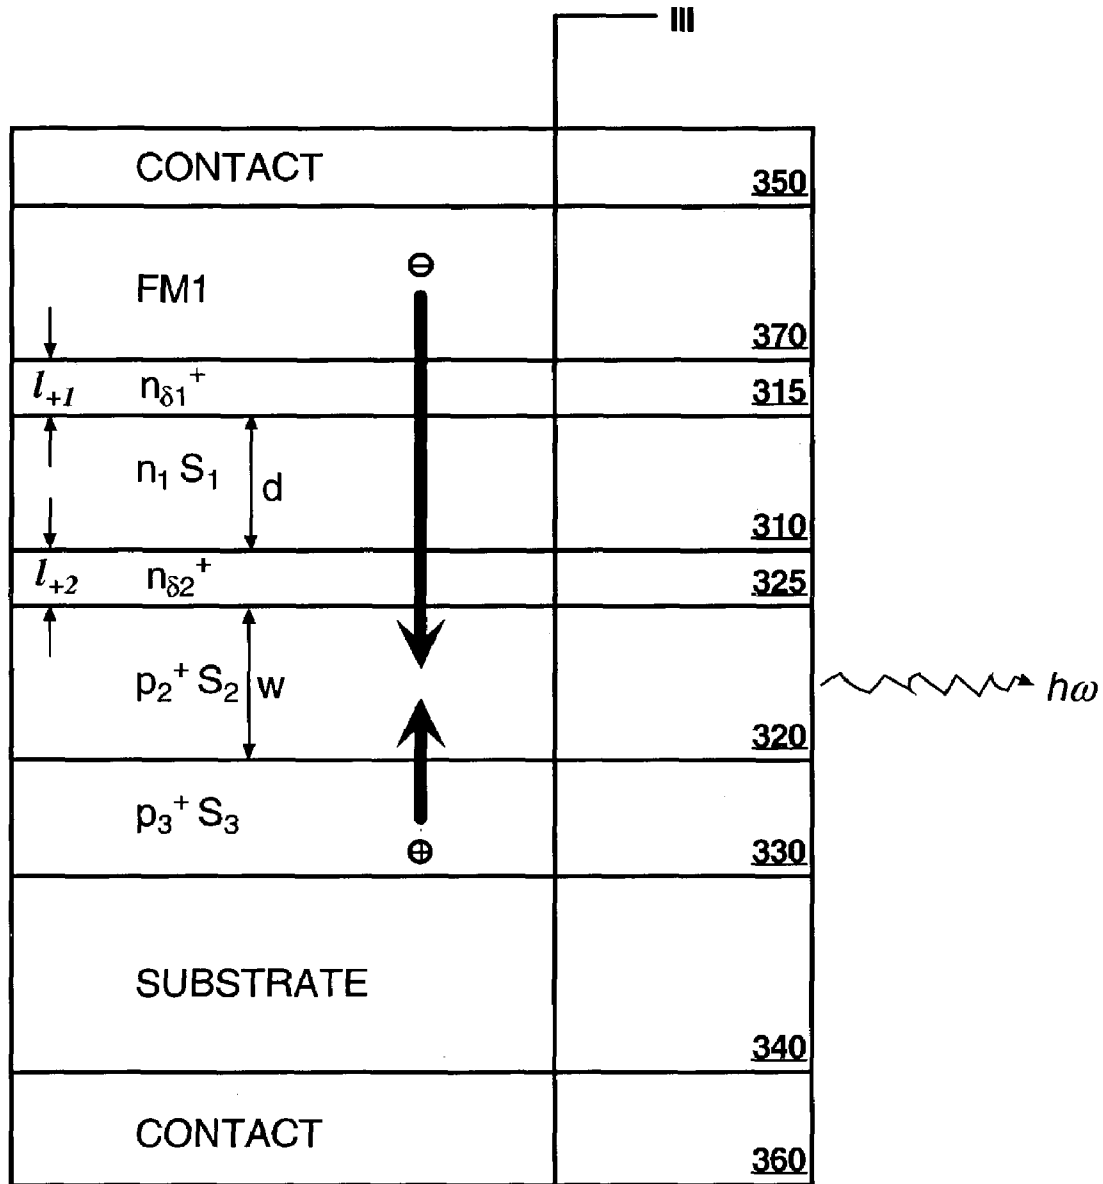 III
CONTACT 350
⊖
FM1 370
l₊₁ nδ1⁺ 315
n₁ S₁ d 310
l₊₂ nδ2⁺ 325
p₂⁺ S₂ w 320
hω
p₃⁺ S₃ 330
⊕
SUBSTRATE 340
CONTACT 360